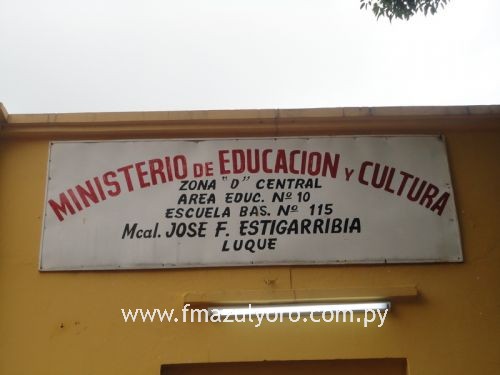 MINISTERIO DE EDUCACION Y CULTURA
ZONA "D" CENTRAL
AREA EDUC. Nº 10
ESCUELA BAS. Nº 115
Mcal. JOSE F. ESTIGARRIBIA
LUQUE
www.fmazulyoro.com.py